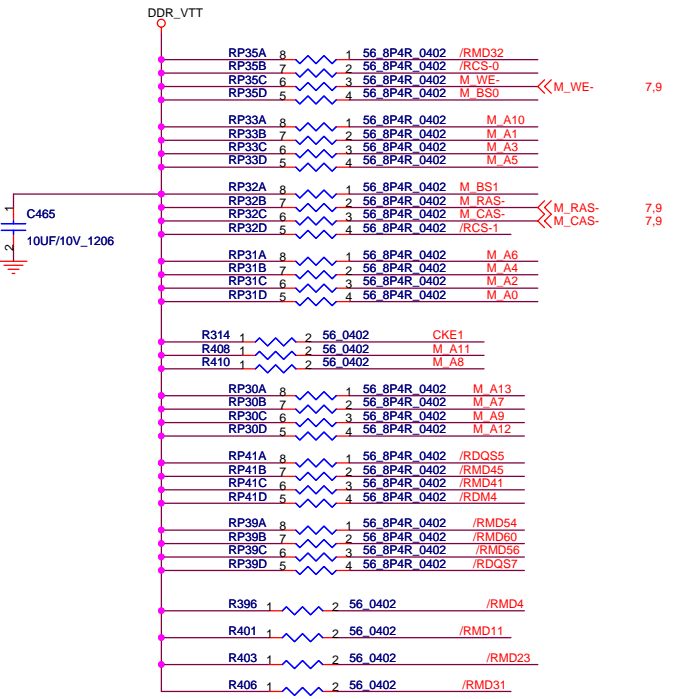 DDR_VTT
RP35A 8 1 56_8P4R_0402 /RMD32
RP35B 7 2 56_8P4R_0402 /RCS-0
RP35C 6 3 56_8P4R_0402 M_WE- M_WE- 7,9
RP35D 5 4 56_8P4R_0402 M_BS0
RP33A 8 1 56_8P4R_0402 M_A10
RP33B 7 2 56_8P4R_0402 M_A1
RP33C 6 3 56_8P4R_0402 M_A3
RP33D 5 4 56_8P4R_0402 M_A5
RP32A 8 1 56_8P4R_0402 M_BS1
RP32B 7 2 56_8P4R_0402 M_RAS- M_RAS- 7,9
RP32C 6 3 56_8P4R_0402 M_CAS- M_CAS- 7,9
RP32D 5 4 56_8P4R_0402 /RCS-1
1
C465
2
10UF/10V_1206
RP31A 8 1 56_8P4R_0402 M_A6
RP31B 7 2 56_8P4R_0402 M_A4
RP31C 6 3 56_8P4R_0402 M_A2
RP31D 5 4 56_8P4R_0402 M_A0
R314 1 2 56_0402 CKE1
R408 1 2 56_0402 M_A11
R410 1 2 56_0402 M_A8
RP30A 8 1 56_8P4R_0402 M_A13
RP30B 7 2 56_8P4R_0402 M_A7
RP30C 6 3 56_8P4R_0402 M_A9
RP30D 5 4 56_8P4R_0402 M_A12
RP41A 8 1 56_8P4R_0402 /RDQS5
RP41B 7 2 56_8P4R_0402 /RMD45
RP41C 6 3 56_8P4R_0402 /RMD41
RP41D 5 4 56_8P4R_0402 /RDM4
RP39A 8 1 56_8P4R_0402 /RMD54
RP39B 7 2 56_8P4R_0402 /RMD60
RP39C 6 3 56_8P4R_0402 /RMD56
RP39D 5 4 56_8P4R_0402 /RDQS7
R396 1 2 56_0402 /RMD4
R401 1 2 56_0402 /RMD11
R403 1 2 56_0402 /RMD23
R406 1 2 56_0402 /RMD31